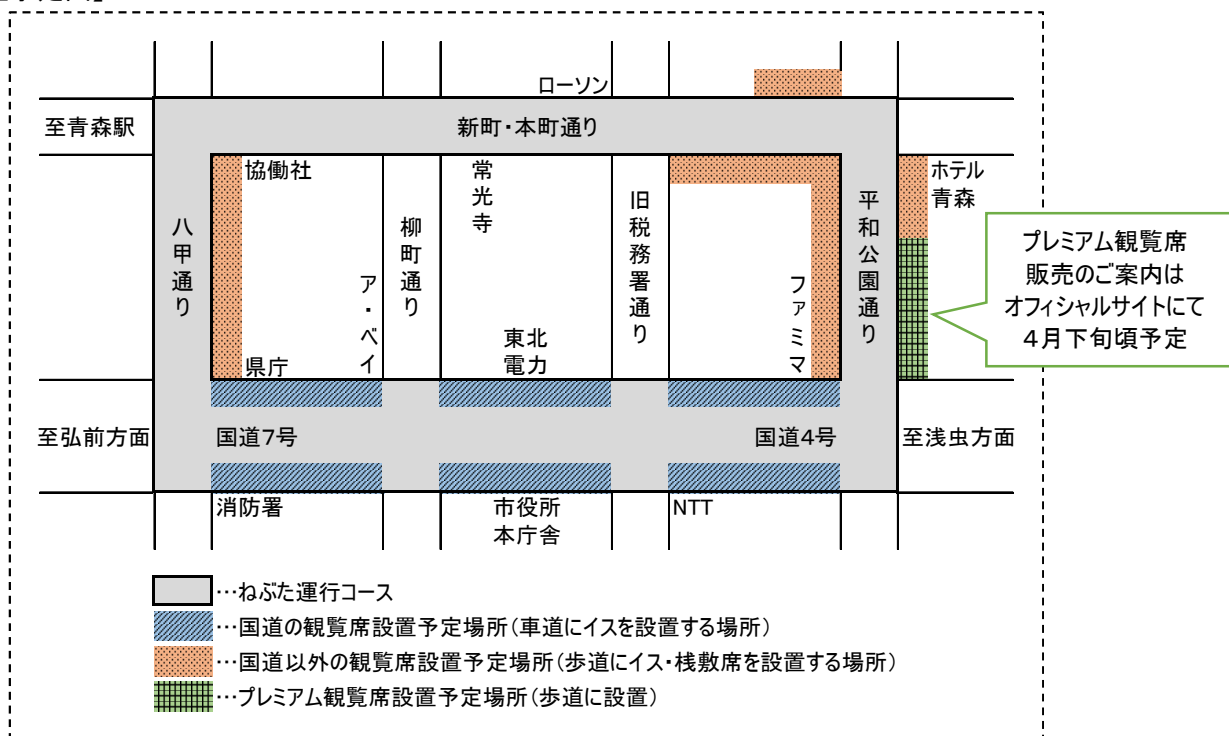 ローソン
至青森駅
新町・本町通り
協働社
常光寺
ホテル
青森
八甲通り
柳町通り
旧税務署通り
平和公園通り
プレミアム観覧席
販売のご案内は
オフィシャルサイトにて
4月下旬頃予定
ア・ベイ
ファミマ
東北
電力
県庁
至弘前方面
国道7号
国道4号
至浅虫方面
消防署
市役所
本庁舎
NTT
…ねぶた運行コース
…国道の観覧席設置予定場所(車道にイスを設置する場所)
…国道以外の観覧席設置予定場所(歩道にイス・桟敷席を設置する場所)
…プレミアム観覧席設置予定場所(歩道に設置)